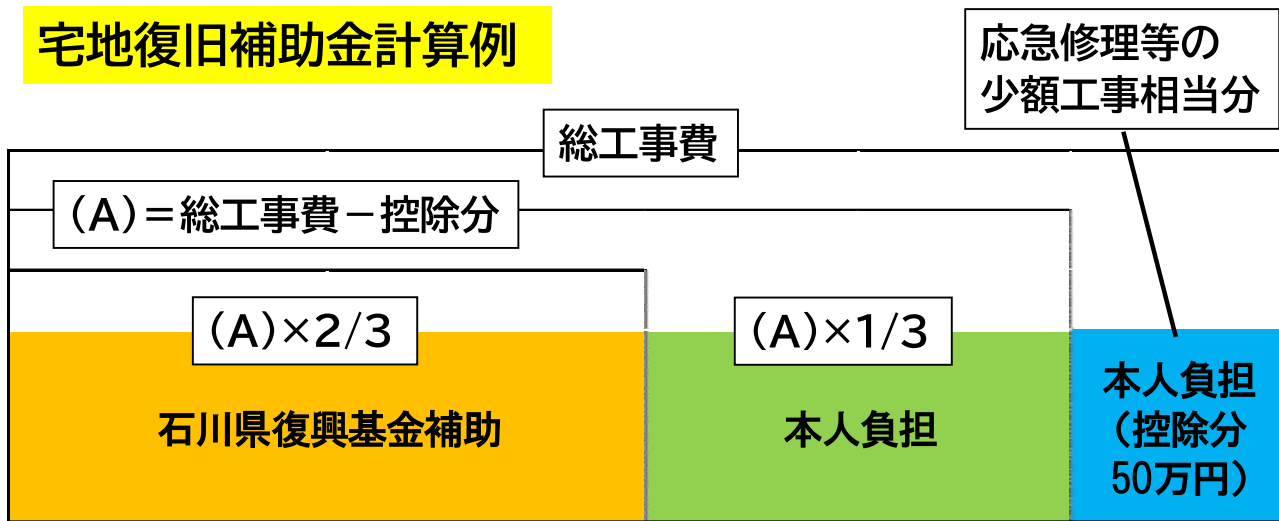 宅地復旧補助金計算例
応急修理等の
少額工事相当分
総工事費
(A)=総工事費-控除分
(A)×2/3
(A)×1/3
石川県復興基金補助
本人負担
本人負担
(控除分
50万円)